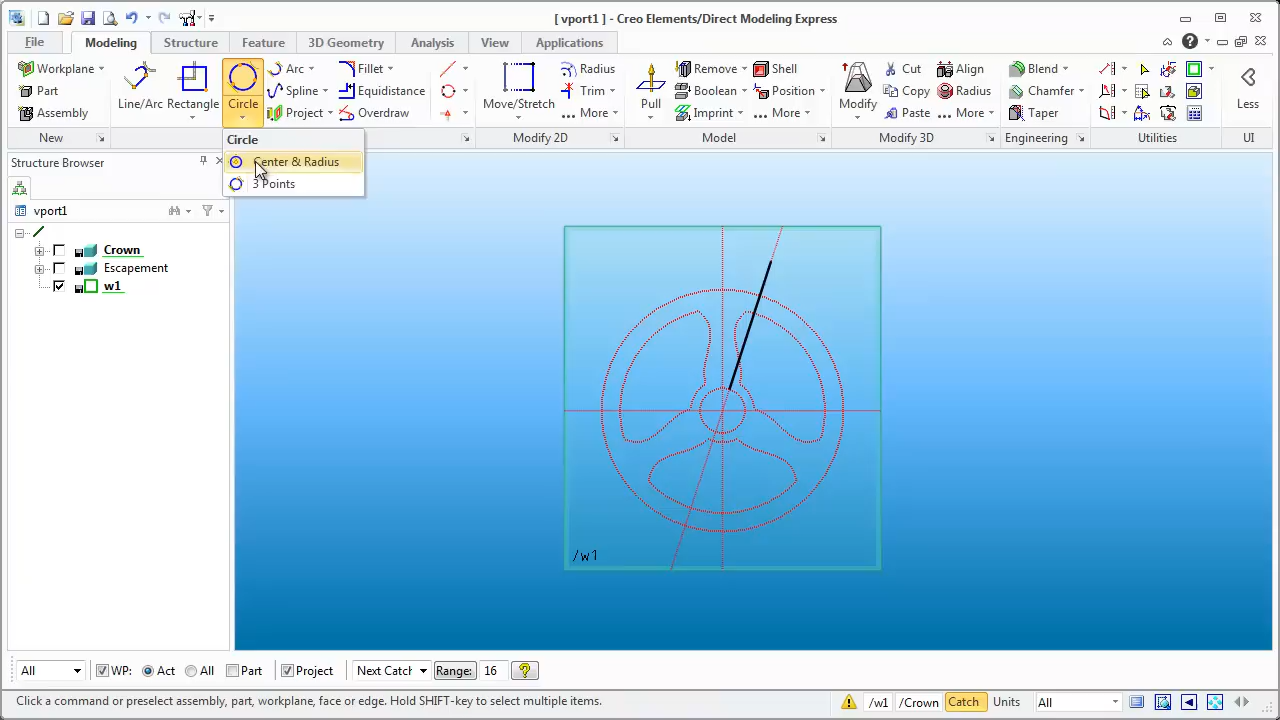 [ vport1 ] - Creo Elements/Direct Modeling Express
File Modeling Structure Feature 3D Geometry Analysis View Applications
Workplane Part Assembly
Line/Arc Rectangle Circle
Arc Spline Project
Fillet Equidistance Overdraw
Move/Stretch Radius Trim More
Pull Remove Boolean Imprint
Shell Position More
Modify Cut Copy Paste
Align Radius More
Blend Chamfer Taper
Less
New Modify 2D Model Modify 3D Engineering Utilities UI
Circle
Center & Radius
3 Points
Structure Browser
vport1
Crown
Escapement
w1
/w1
All WP: Act All Part Project Next Catch Range: 16
Click a command or preselect assembly, part, workplane, face or edge. Hold SHIFT-key to select multiple items.
/w1 /Crown Catch Units All